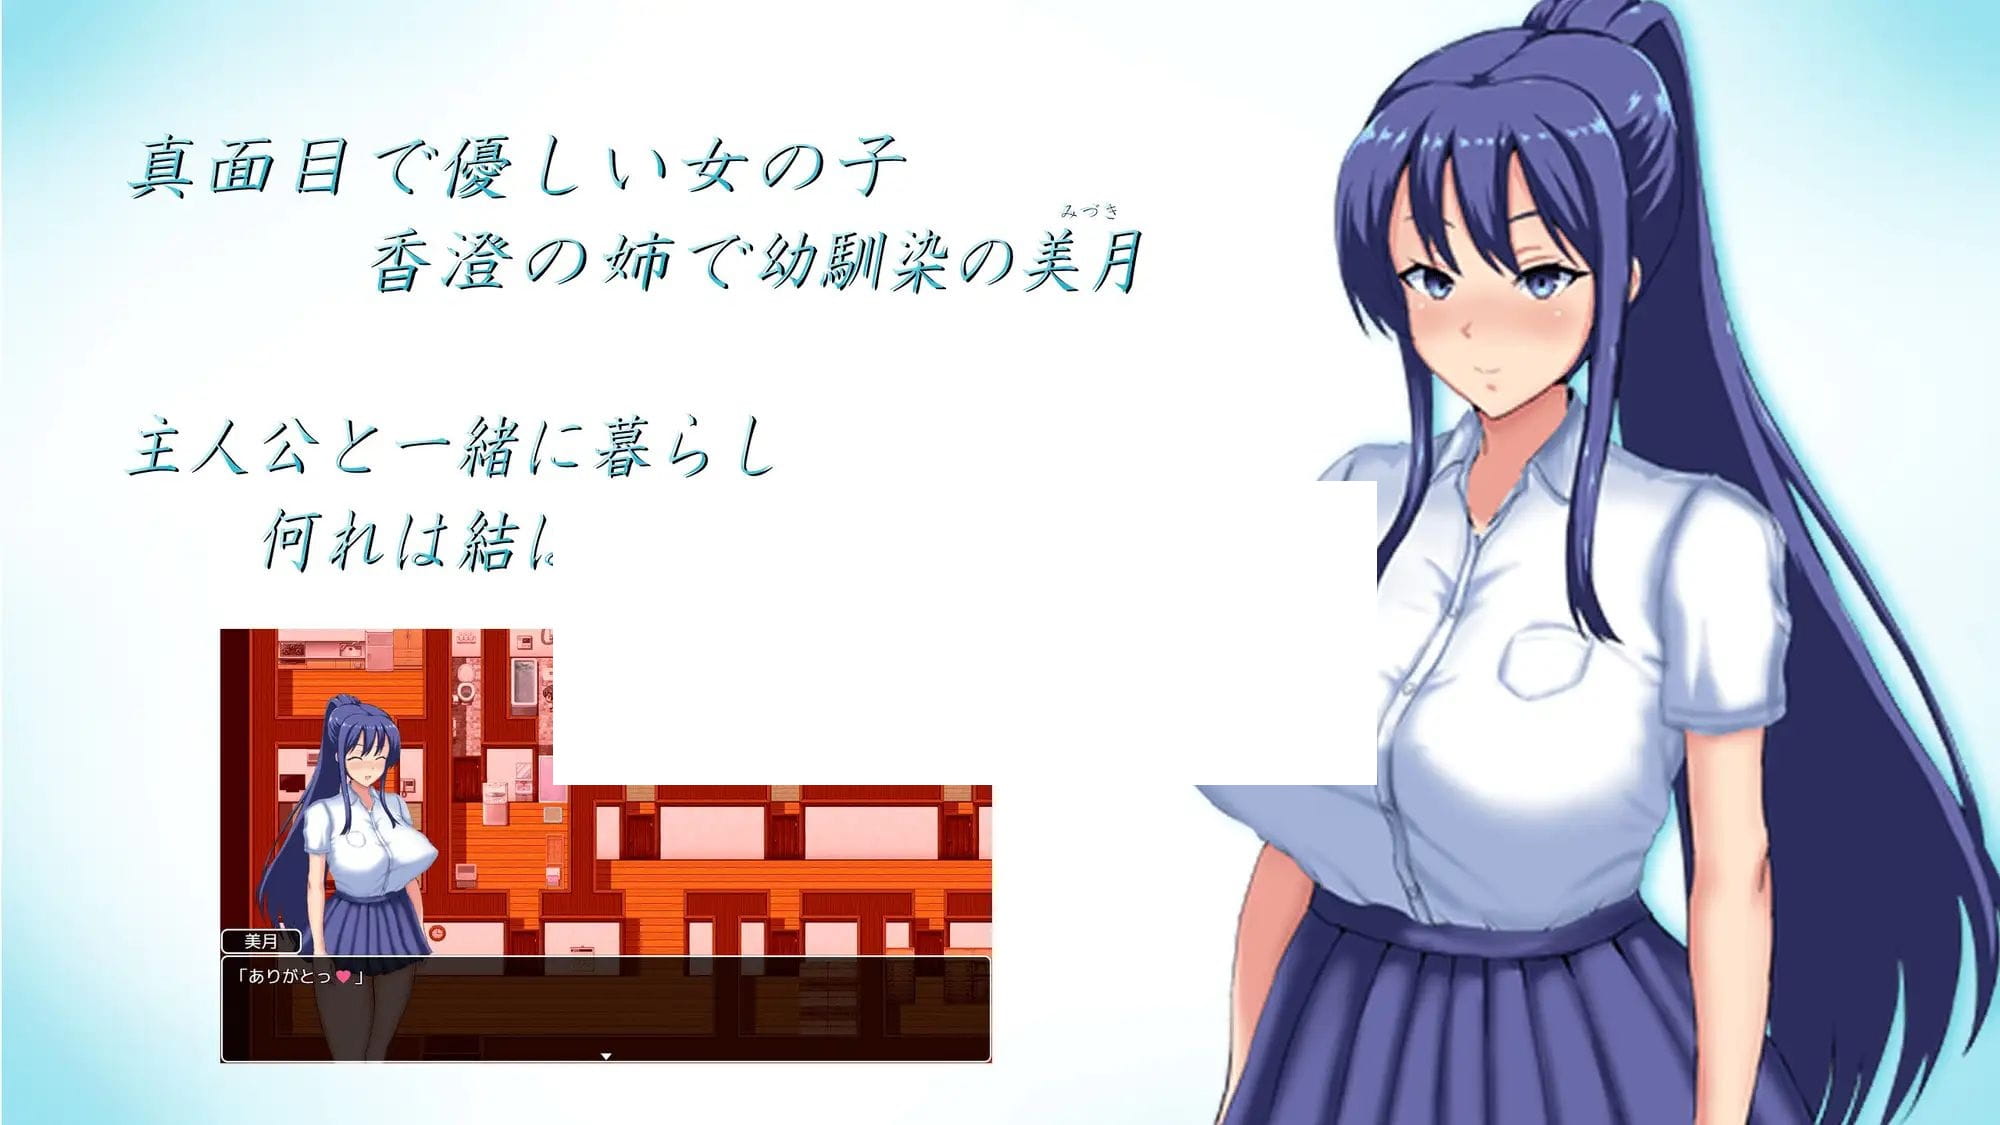 真面目で優しい女の子
みづき
香澄の姉で幼馴染の美月
主人公と一緒に暮らし
何れは結
美月
「ありがとっ♥」